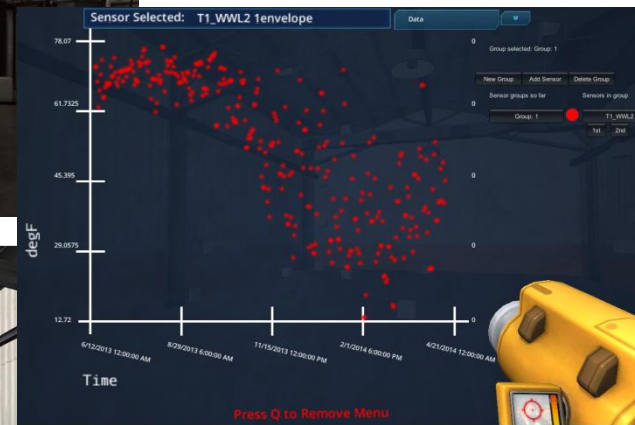 Sensor Selected: T1_WWL2 1envelope
Data
M
78.07
61.7325
45.395
29.0575
12.72
degF
0
0
0
0
0
6/12/2013 12:00:00 AM
8/28/2013 6:00:00 AM
11/15/2013 12:00:00 PM
2/1/2014 6:00:00 PM
4/21/2014 12:00:00 AM
Time
Group selected: Group: 1
New Group Add Sensor Delete Group
Sensor groups so far Sensors in group
Group: 1 T1_WWL2
1st 2nd
Press Q to Remove Menu